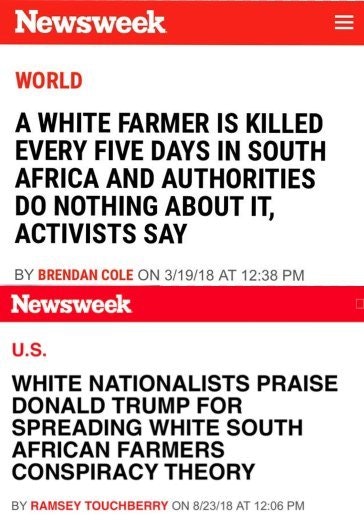 Newsweek
WORLD
A WHITE FARMER IS KILLED
EVERY FIVE DAYS IN SOUTH
AFRICA AND AUTHORITIES
DO NOTHING ABOUT IT,
ACTIVISTS SAY
BY BRENDAN COLE ON 3/19/18 AT 12:38 PM
Newsweek
U.S.
WHITE NATIONALISTS PRAISE
DONALD TRUMP FOR
SPREADING WHITE SOUTH
AFRICAN FARMERS
CONSPIRACY THEORY
BY RAMSEY TOUCHBERRY ON 8/23/18 AT 12:06 PM